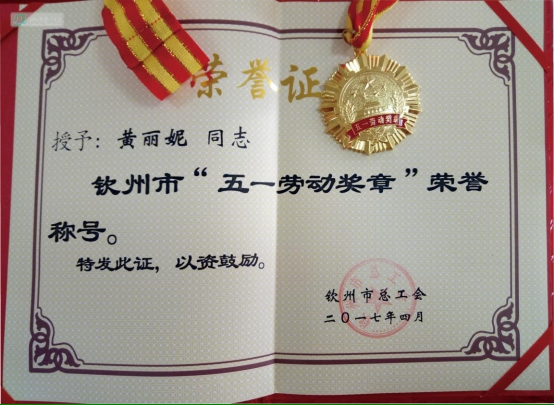 荣誉证
五一劳动奖章
授予：黄丽妮 同志
钦州市“五一劳动奖章”荣誉
称号。
特发此证，以资鼓励。
钦州市总工会
二〇一七年四月